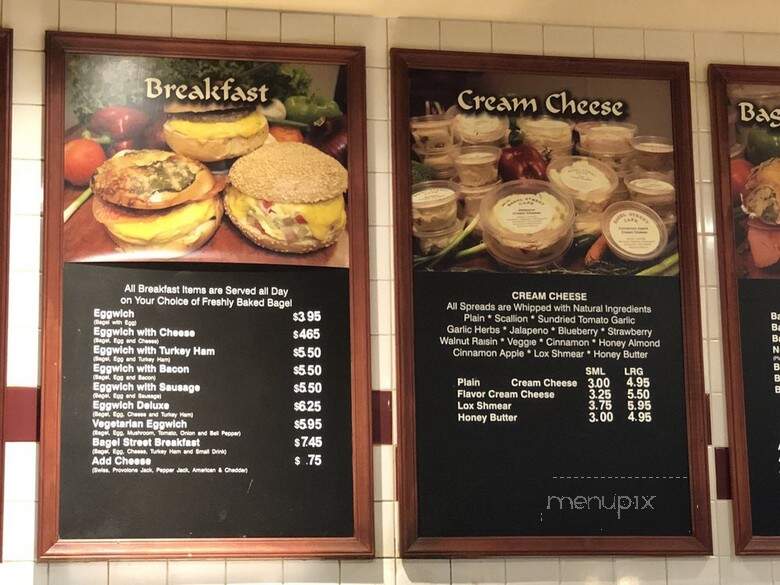 Breakfast
All Breakfast Items are Served all Day
on Your Choice of Freshly Baked Bagel
Eggwich $3.95
(Bagel with Egg)
Eggwich with Cheese $465
(Bagel, Egg and Cheese)
Eggwich with Turkey Ham $5.50
(Bagel, Egg and Turkey Ham)
Eggwich with Bacon $5.50
(Bagel, Egg and Bacon)
Eggwich with Sausage $5.50
(Bagel, Egg and Sausage)
Eggwich Deluxe $6.25
(Bagel, Egg, Cheese and Turkey Ham)
Vegetarian Eggwich $5.95
(Bagel, Egg, Mushroom, Tomato, Onion and Bell Pepper)
Bagel Street Breakfast $7.45
(Bagel, Egg, Cheese, Turkey Ham and Small Drink)
Add Cheese $ .75
(Swiss, Provolone Jack, Pepper Jack, American & Cheddar)
Cream Cheese
CREAM CHEESE
All Spreads are Whipped with Natural Ingredients
Plain * Scallion * Sundried Tomato Garlic
Garlic Herbs * Jalapeno * Blueberry * Strawberry
Walnut Raisin * Veggie * Cinnamon * Honey Almond
Cinnamon Apple * Lox Shmear * Honey Butter
SML LRG
Plain Cream Cheese 3.00 4.95
Flavor Cream Cheese 3.25 5.50
Lox Shmear 3.75 5.95
Honey Butter 3.00 4.95
menupix
Bag